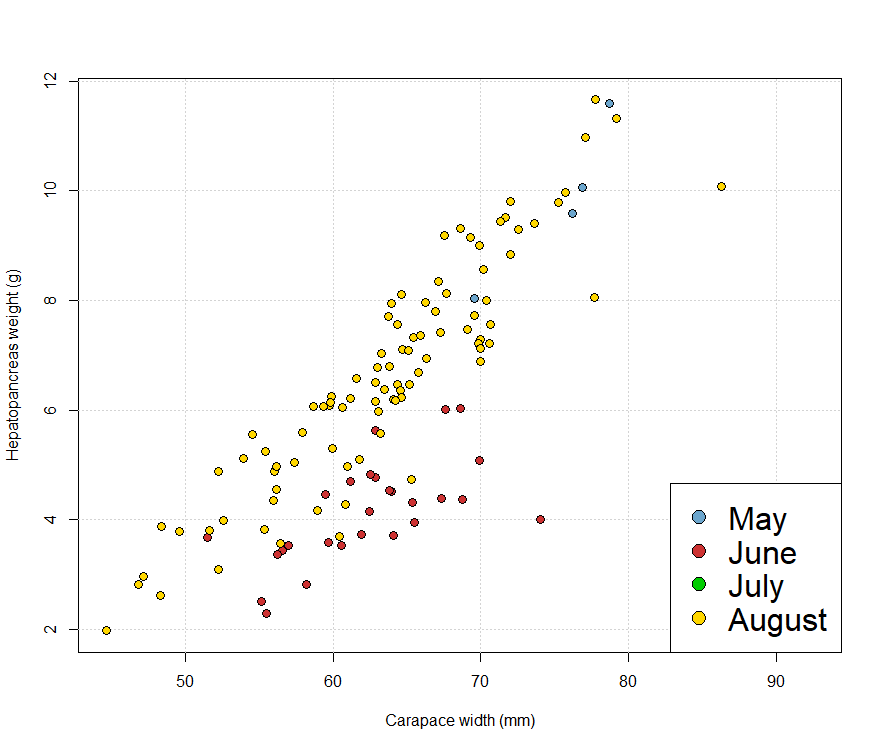 12
10
8
6
4
2
Hepatopancreas weight (g)
May
June
July
August
50 60 70 80 90
Carapace width (mm)